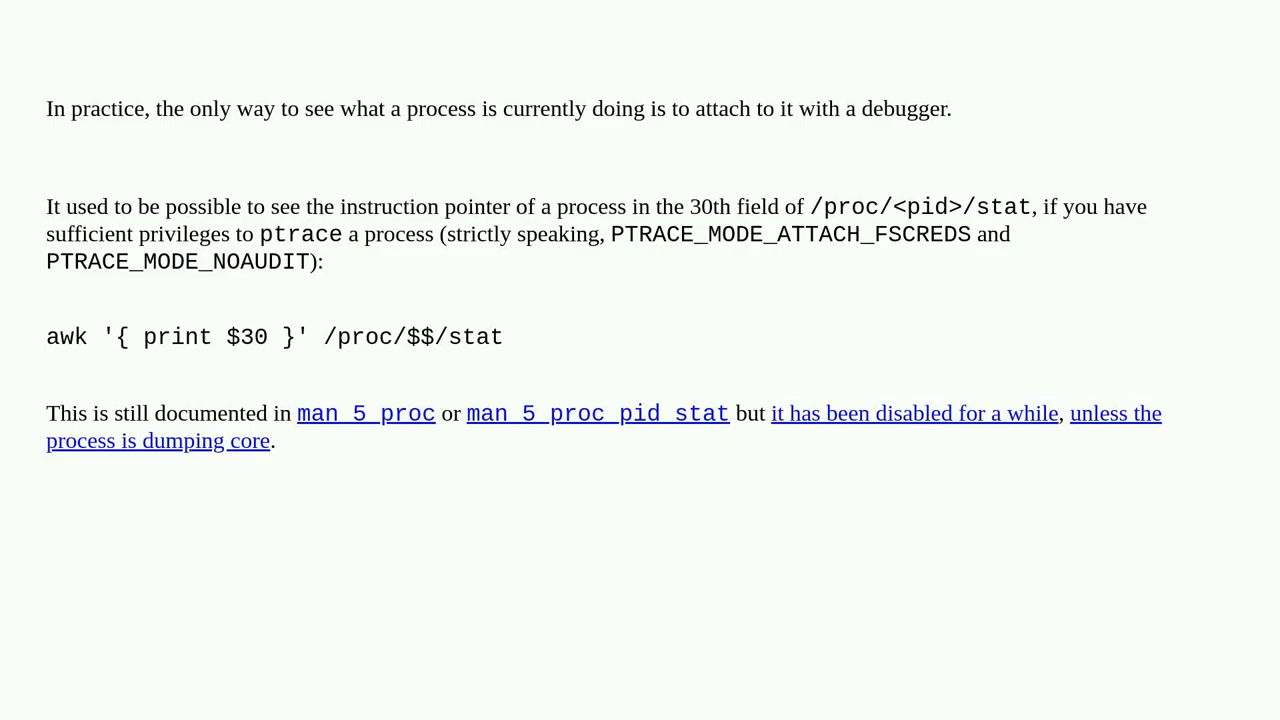 In practice, the only way to see what a process is currently doing is to attach to it with a debugger.
It used to be possible to see the instruction pointer of a process in the 30th field of /proc/<pid>/stat, if you have
sufficient privileges to ptrace a process (strictly speaking, PTRACE_MODE_ATTACH_FSCREDS and
PTRACE_MODE_NOAUDIT):
awk '{ print $30 }' /proc/$$/stat
This is still documented in man 5 proc or man 5 proc_pid_stat but it has been disabled for a while, unless the
process is dumping core.